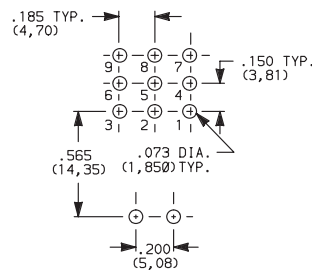 .185 TYP.
(4,70)
9 8 7
.150 TYP.
(3,81)
6 5 4
3 2 1
.565
(14,35)
.073 DIA.
(1,850) TYP.
.200
(5,08)